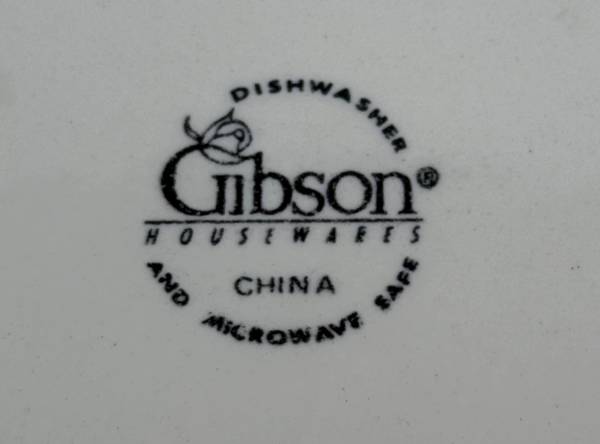 DISHWASHER
Gibson®
HOUSEWARES
CHINA
AND MICROWAVE SAFE